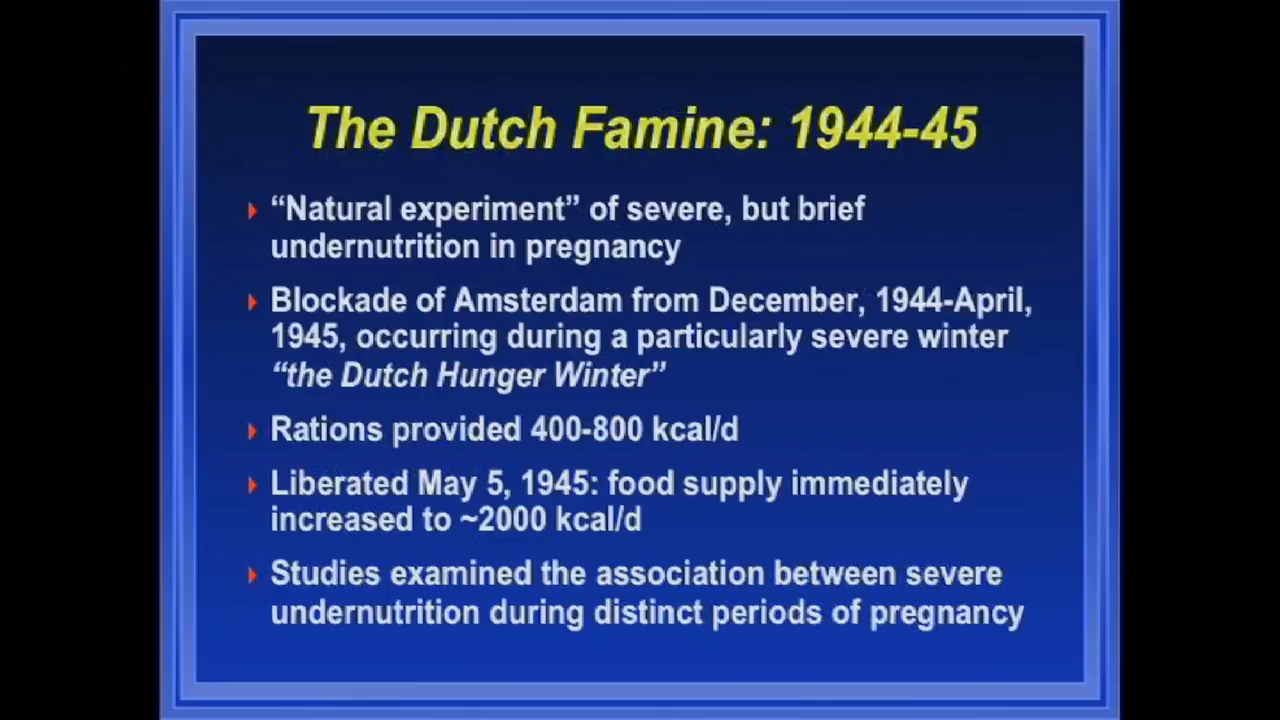 The Dutch Famine: 1944-45
“Natural experiment” of severe, but brief
undernutrition in pregnancy
Blockade of Amsterdam from December, 1944-April,
1945, occurring during a particularly severe winter
“the Dutch Hunger Winter”
Rations provided 400-800 kcal/d
Liberated May 5, 1945: food supply immediately
increased to ~2000 kcal/d
Studies examined the association between severe
undernutrition during distinct periods of pregnancy